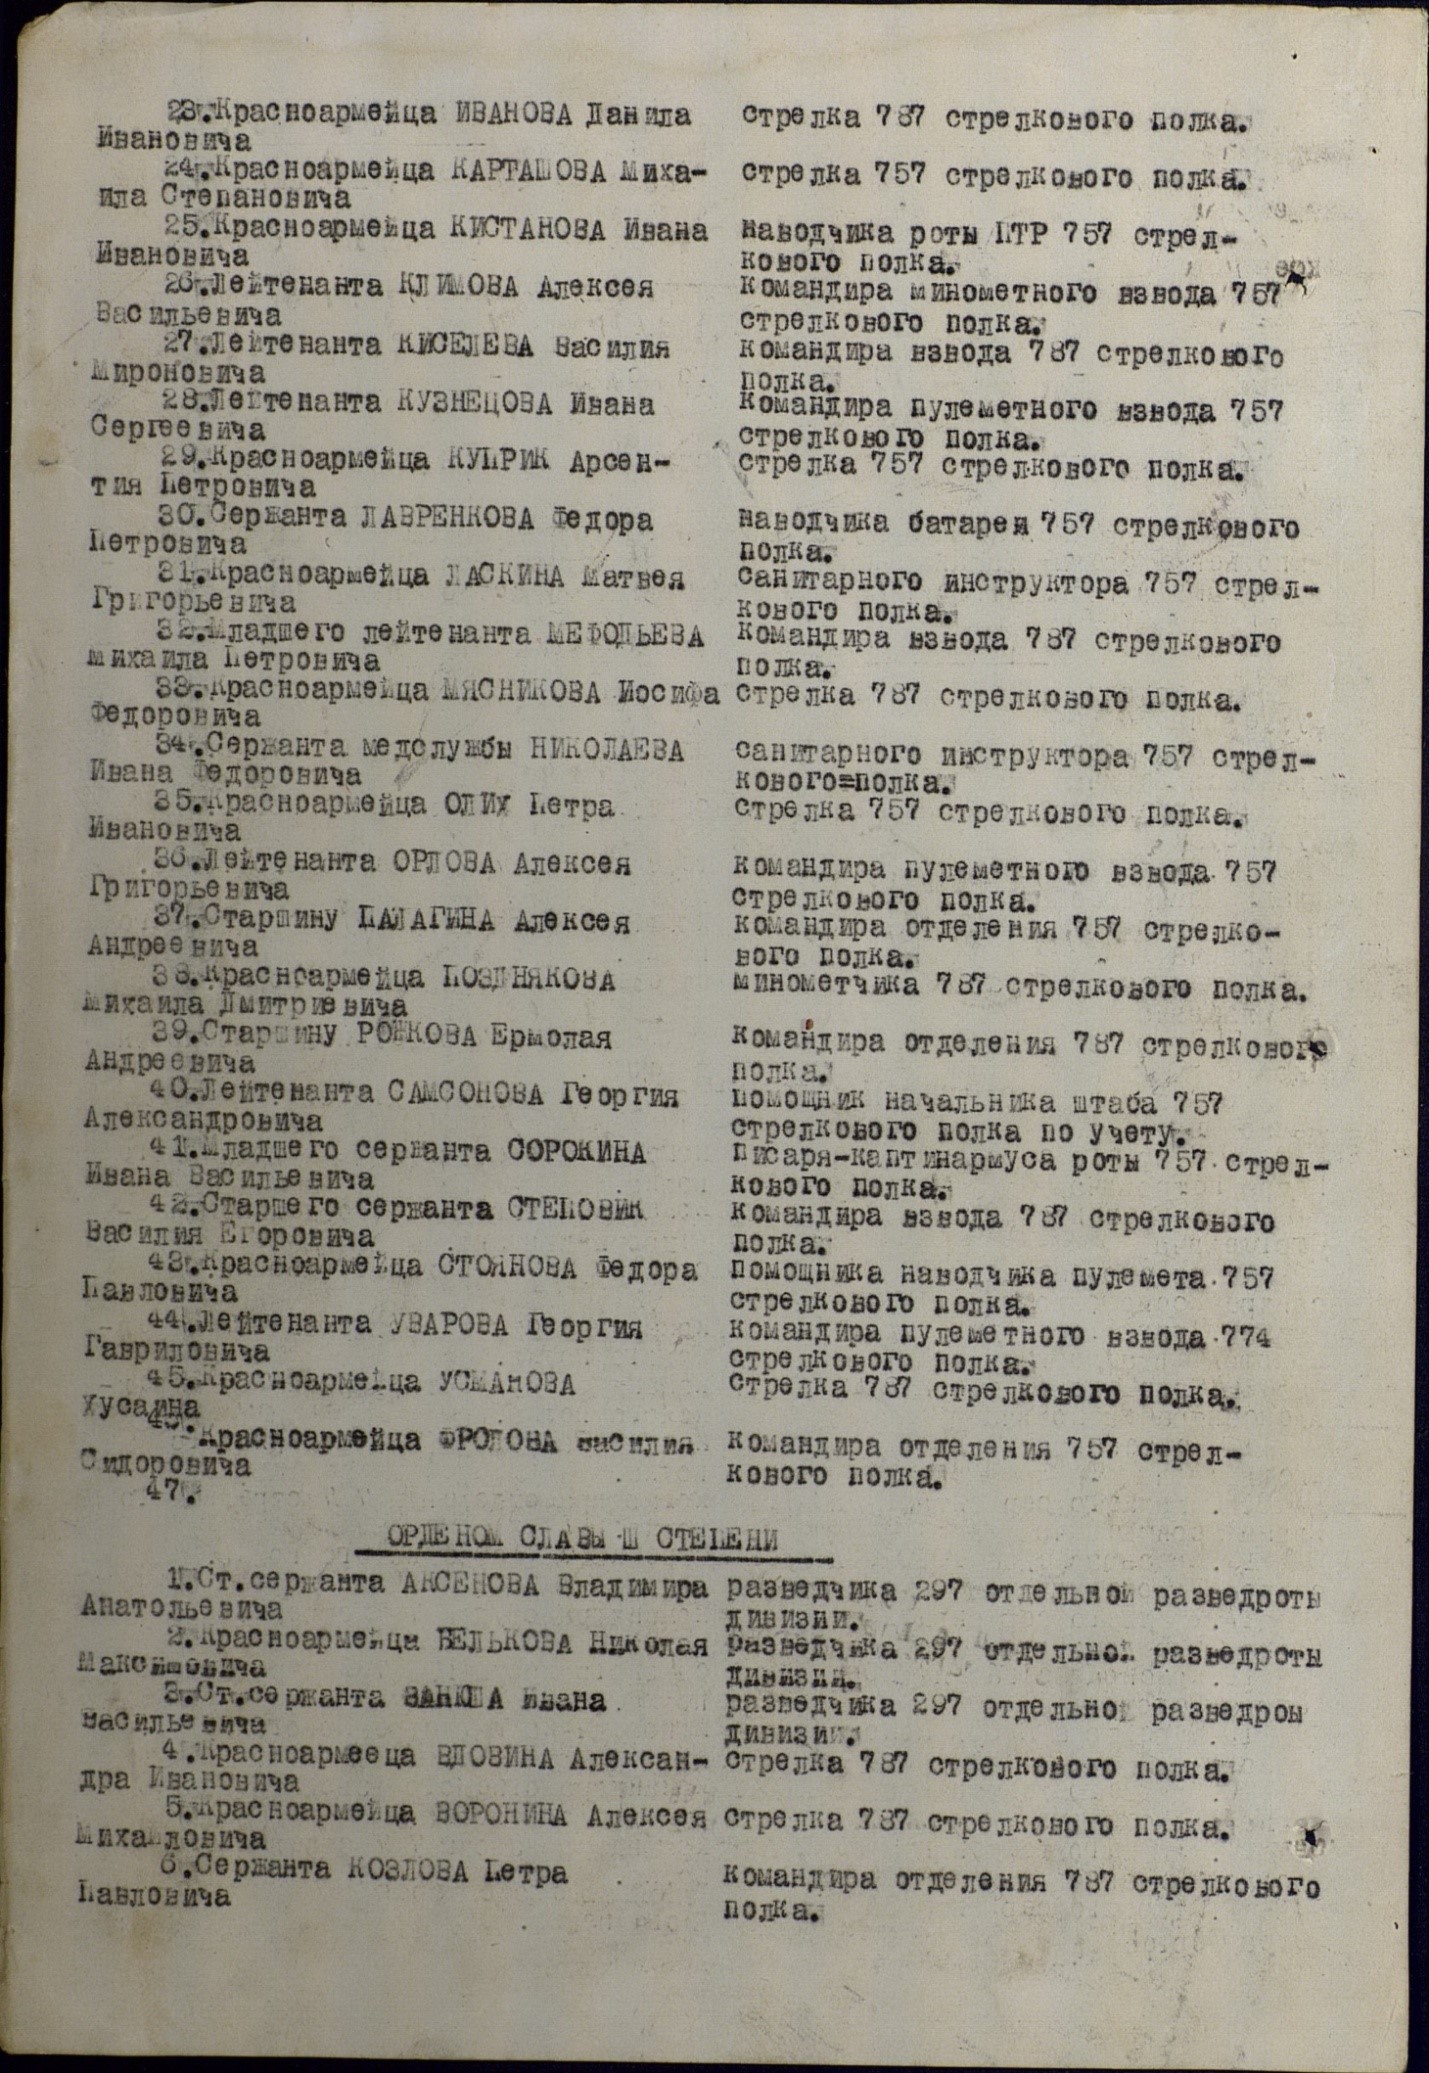 23.Красноармейца ИВАНОВА Данила стрелка 787 стрелкового полка.
Ивановича
24.Красноармейца КАРТАШОВА Миха- стрелка 757 стрелкового полка.
ила Степановича
25.Красноармейца КИСТАНОВА Ивана наводчика роты ПТР 757 стрел-
Ивановича кового полка.
26.Лейтенанта КЛИМОВА Алексея командира минометного взвода 757
Васильевича стрелкового полка.
27.Лейтенанта КИСЕЛЕВА Василия командира взвода 787 стрелкового
Мироновича полка.
28.Лейтенанта КУЗНЕЦОВА Ивана командира пулеметного взвода 757
Сергеевича стрелкового полка.
29.Красноармейца КУПРИК Арсен- стрелка 757 стрелкового полка.
тия Петровича
30.Сержанта ЛАВРЕНКОВА Федора наводчика батареи 757 стрелкового
Петровича полка.
31.Красноармейца ЛАСКИНА Матвея санитарного инструктора 757 стрел-
Григорьевича кового полка.
32.Младшего лейтенанта МЕФОДЬЕВА командира взвода 787 стрелкового
Михаила Петровича полка.
33.Красноармейца МЯСНИКОВА Иосифа стрелка 787 стрелкового полка.
Федоровича
34.Сержанта медслужбы НИКОЛАЕВА санитарного инструктора 757 стрел-
Ивана Федоровича кового=полка.
35.Красноармейца ОЛИХ Петра стрелка 757 стрелкового полка.
Ивановича
36.Лейтенанта ОРЛОВА Алексея командира пулеметного взвода 757
Григорьевича стрелкового полка.
37.Старшину ПАЛАГИНА Алексея командира отделения 757 стрелко-
Андреевича вого полка.
38.Красноармейца ПОЗДНЯКОВА минометчика 787 стрелкового полка.
Михаила Дмитриевича
39.Старшину РОЖКОВА Ермолая командира отделения 787 стрелкового
Андреевича полка.
40.Лейтенанта САМСОНОВА Георгия помощник начальника штаба 757
Александровича стрелкового полка по учету.
41.Младшего сержанта СОРОКИНА писаря-каптинармуса роты 757 стрел-
Ивана Васильевича кового полка.
42.Старшего сержанта СТЕПОВИК командира взвода 787 стрелкового
Василия Егоровича полка.
43.Красноармейца СТОЯНОВА Федора помощника наводчика пулемета 757
Павловича стрелкового полка.
44.Лейтенанта УВАРОВА Георгия командира пулеметного взвода 774
Гавриловича стрелкового полка.
45.Красноармейца УСМАНОВА стрелка 787 стрелкового полка.
Хусаина
46.Красноармейца ФРОЛОВА Василия командира отделения 757 стрел-
Сидоровича кового полка.
47.
ОРДЕНОМ СЛАВЫ Ш СТЕПЕНИ
1.Ст.сержанта АКСЕНОВА Владимира разведчика 297 отдельной разведроты
Анатольевича дивизии.
2.Красноармейца БЕЛЬКОВА Николая разведчика 297 отдельной разведроты
Максимовича дивизии.
3.Ст.сержанта Ивана разведчика 297 отдельной разведроы
Васильевича дивизии.
4.Красноармееца ВДОВИНА Алексан- стрелка 787 стрелкового полка.
дра Ивановича
5.Красноармейца ВОРОНИНА Алексея стрелка 787 стрелкового полка.
Михайловича
6.Сержанта КОЗЛОВА Петра командира отделения 787 стрелкового
Павловича полка.